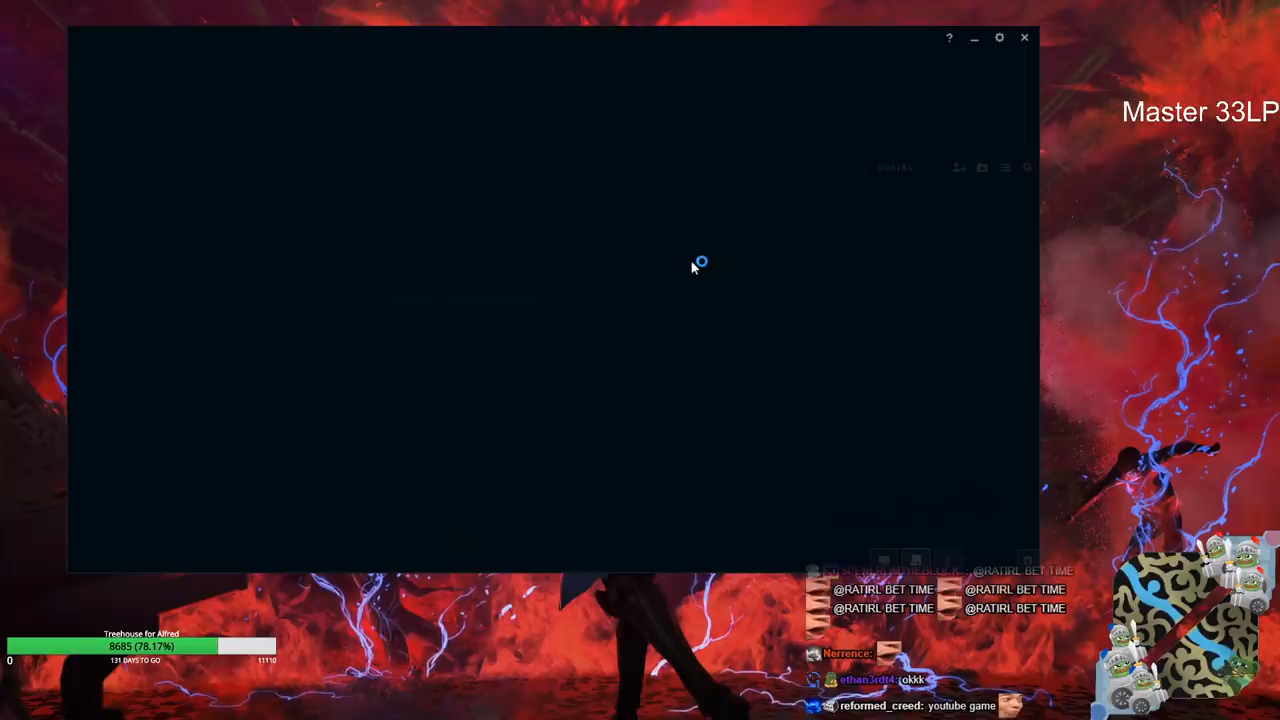 ?
Master 33LP
SOCIAL
@RATIRL BET TIME
@RATIRL BET TIME @RATIRL BET TIME
@RATIRL BET TIME @RATIRL BET TIME
Treehouse for Alfred
8685 (78.17%)
0 131 DAYS TO GO 11110
Nerrence:
ethan3rdt4: okkk
reformed_creed: youtube game